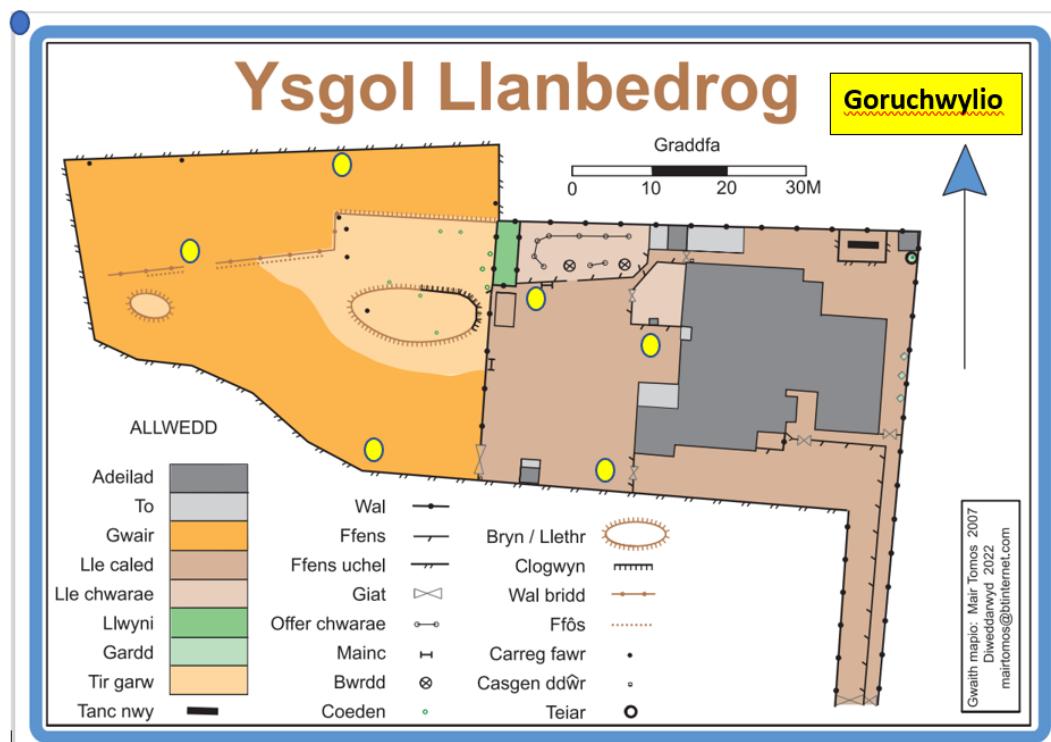 Ysgol Llanbedrog
Goruchwylio
Graddfa
0 10 20 30M
ALLWEDD
Adeilad
To
Gwair
Lle caled
Lle chwarae
Llwyni
Gardd
Tir garw
Tanc nwy
Wal
Ffens
Ffens uchel
Giat
Offer chwarae
Mainc
Bwrdd
Coeden
Bryn / Llethr
Clogwyn
Wal bridd
Ffôs
Carreg fawr
Casgen ddŵr
Teiar
Gwaith mapio: Mair Tomos 2007
Diweddarwyd 2022
mairtomos@btinternet.com